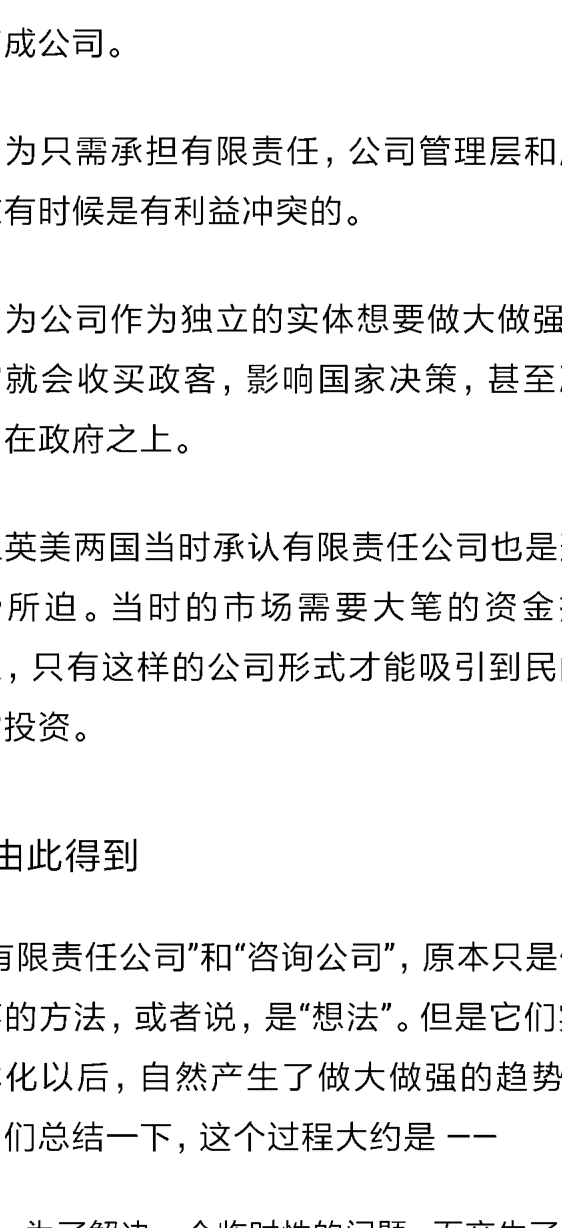 成公司。
为只需承担有限责任，公司管理层和
有时候是有利益冲突的。
为公司作为独立的实体想要做大做强
就会收买政客，影响国家决策，甚至
在政府之上。
英美两国当时承认有限责任公司也是
所迫。当时的市场需要大笔的资金
，只有这样的公司形式才能吸引到民
投资。
由此得到
有限责任公司”和“咨询公司”，原本只是
的方法，或者说，是“想法”。但是它们
化以后，自然产生了做大做强的趋势
们总结一下，这个过程大约是 ——